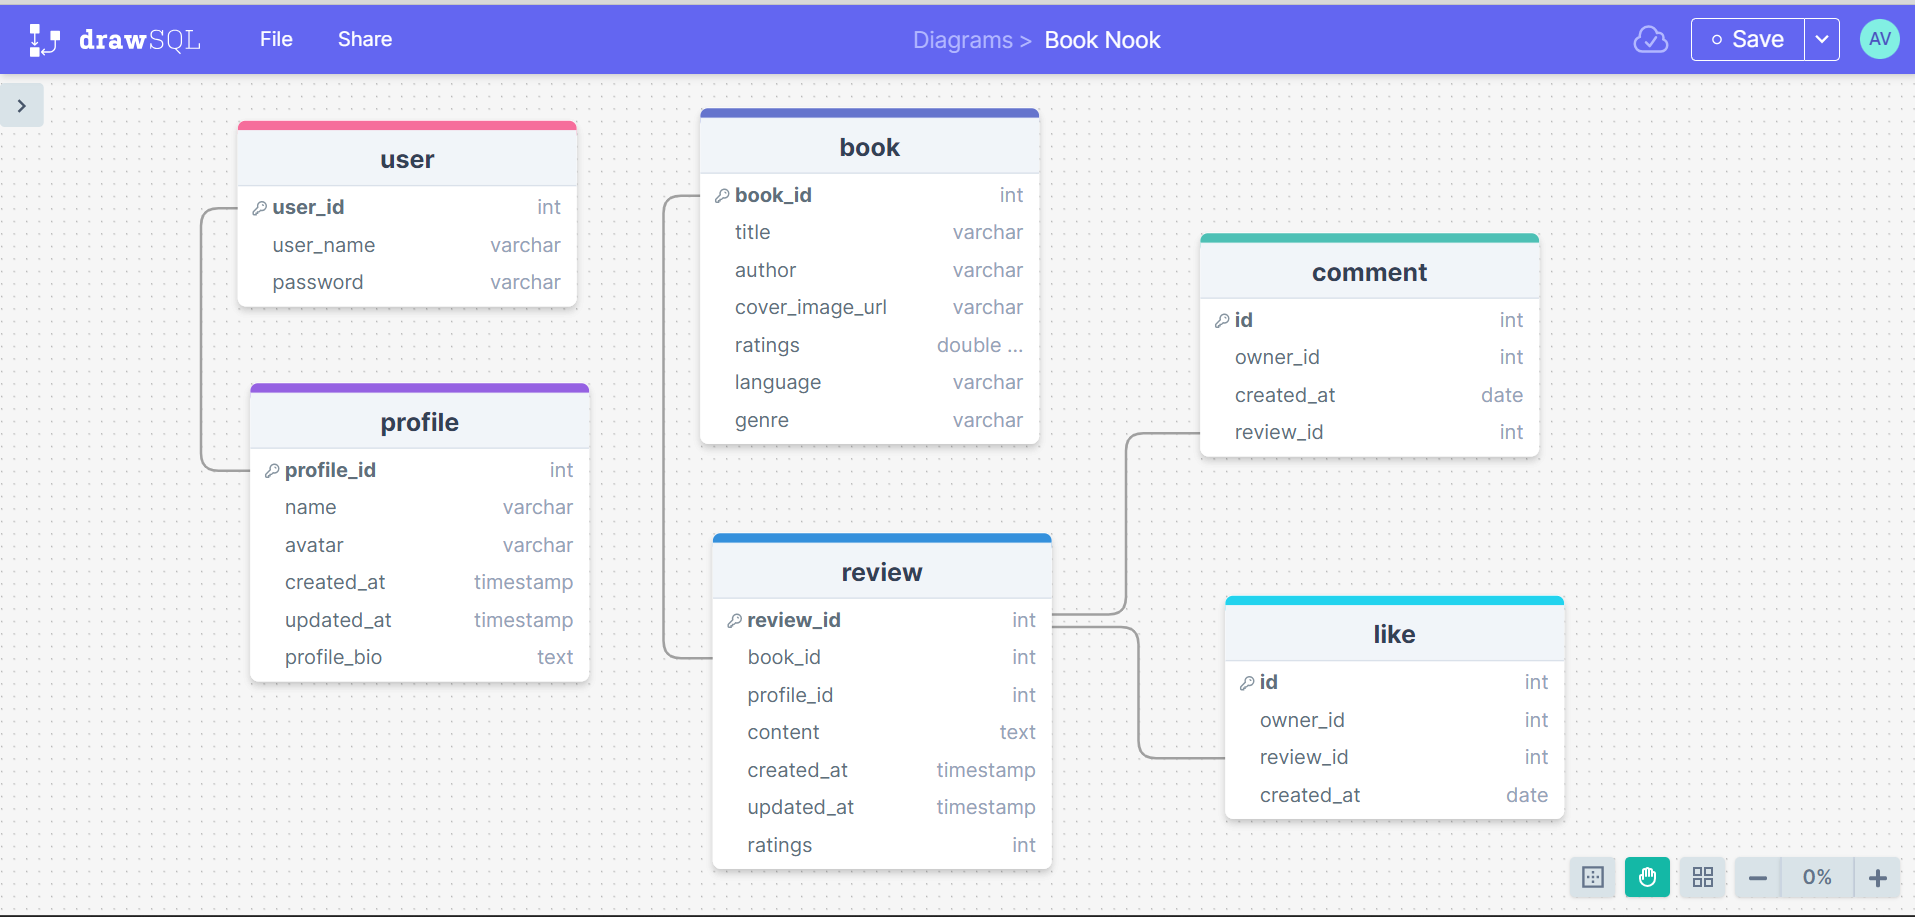 drawSQL File Share Diagrams > Book Nook Save AV
user
user_id int
user_name varchar
password varchar
profile
profile_id int
name varchar
avatar varchar
created_at timestamp
updated_at timestamp
profile_bio text
book
book_id int
title varchar
author varchar
cover_image_url varchar
ratings double ...
language varchar
genre varchar
review
review_id int
book_id int
profile_id int
content text
created_at timestamp
updated_at timestamp
ratings int
comment
id int
owner_id int
created_at date
review_id int
like
id int
owner_id int
review_id int
created_at date
0%